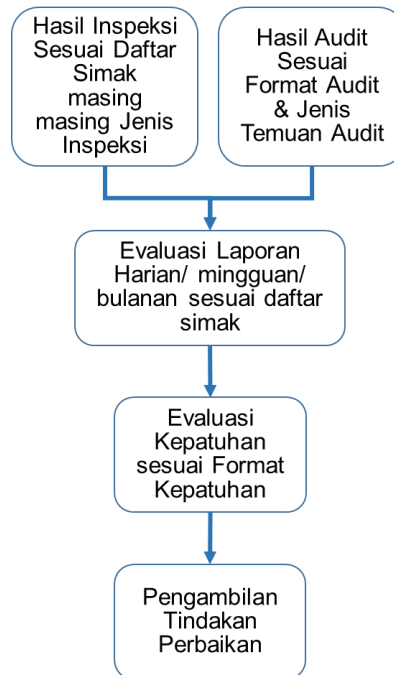 Hasil Inspeksi
Sesuai Daftar
Simak
masing
masing Jenis
Inspeksi
Hasil Audit
Sesuai
Format Audit
& Jenis
Temuan Audit
Evaluasi Laporan
Harian/ mingguan/
bulanan sesuai daftar
simak
Evaluasi
Kepatuhan
sesuai Format
Kepatuhan
Pengambilan
Tindakan
Perbaikan